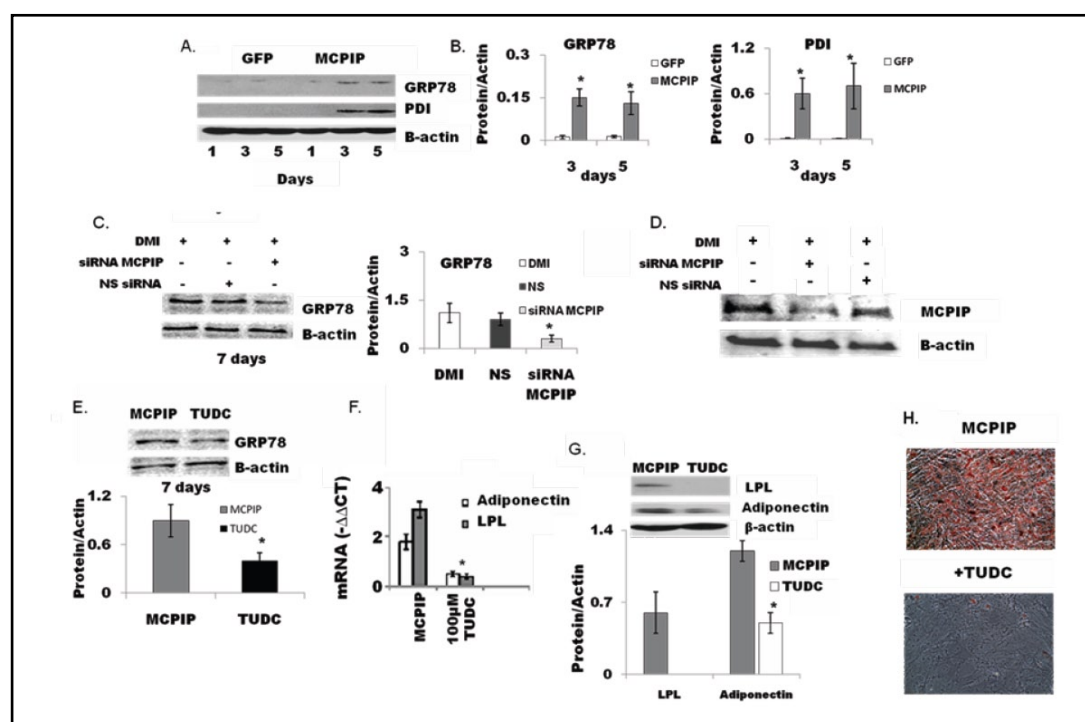 A.
GFP MCPIP
GRP78
PDI
B-actin
1 3 5 1 3 5
Days
B.
GRP78
Protein/Actin
0.3
0.15
0
* *
GFP
MCPIP
3 5
days
PDI
Protein/Actin
1.2
0.6
0
* *
GFP
MCPIP
3 5
days
C.
DMI + + +
siRNA MCPIP - - +
NS siRNA - + -
GRP78
B-actin
7 days
GRP78
Protein/Actin
3
1.5
0
DMI
NS
siRNA MCPIP
*
DMI NS siRNA
MCPIP
D.
DMI + + +
siRNA MCPIP - + -
NS siRNA - - +
MCPIP
B-actin
E.
MCPIP TUDC
GRP78
B-actin
7 days
Protein/Actin
1.2
0.6
0
MCPIP
TUDC
*
MCPIP TUDC
F.
mRNA (-ΔΔCT)
4
2
0
Adiponectin
LPL
*
MCPIP
100µM
TUDC
G.
MCPIP TUDC
LPL
Adiponectin
β-actin
Protein/Actin
1.4
0.7
0
MCPIP
TUDC
*
LPL Adiponectin
H.
MCPIP
+TUDC